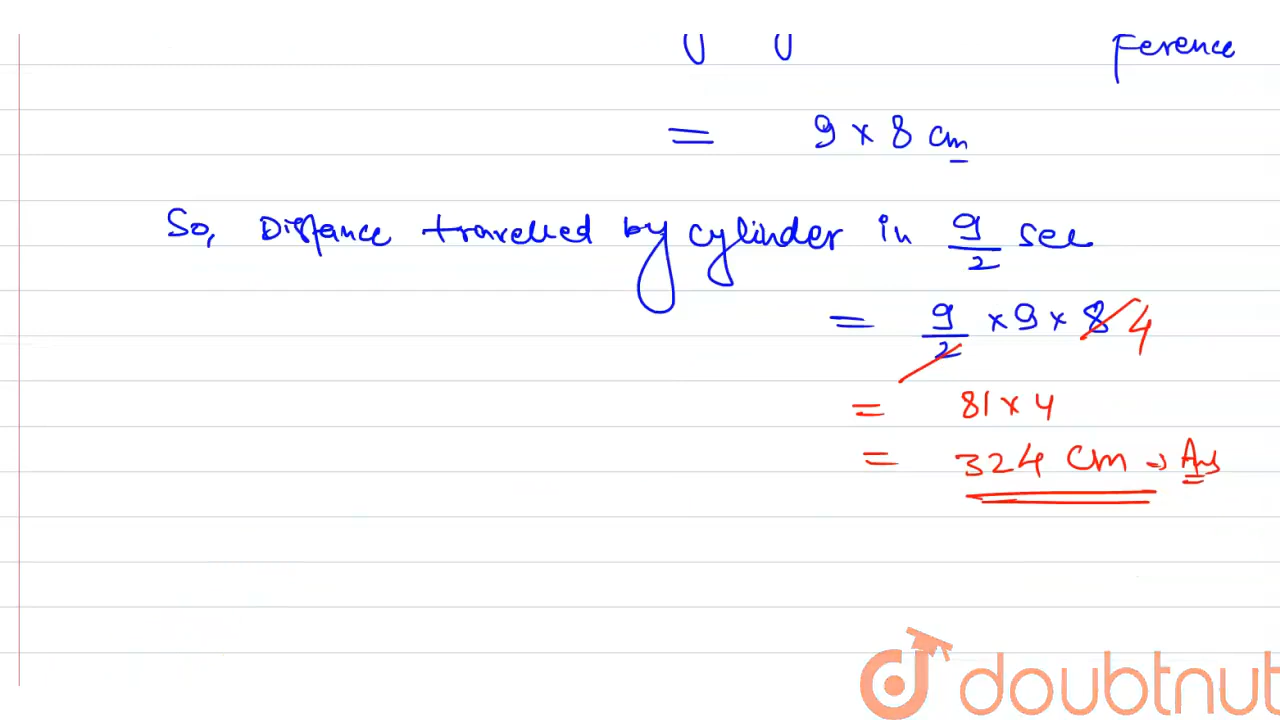 Ference
= 9 × 8 cm
So, Distance travelled by cylinder in 9/2 sec
= 9/2 × 9 × 8 4
= 81 × 4
= 324 cm → Ans
doubtnut